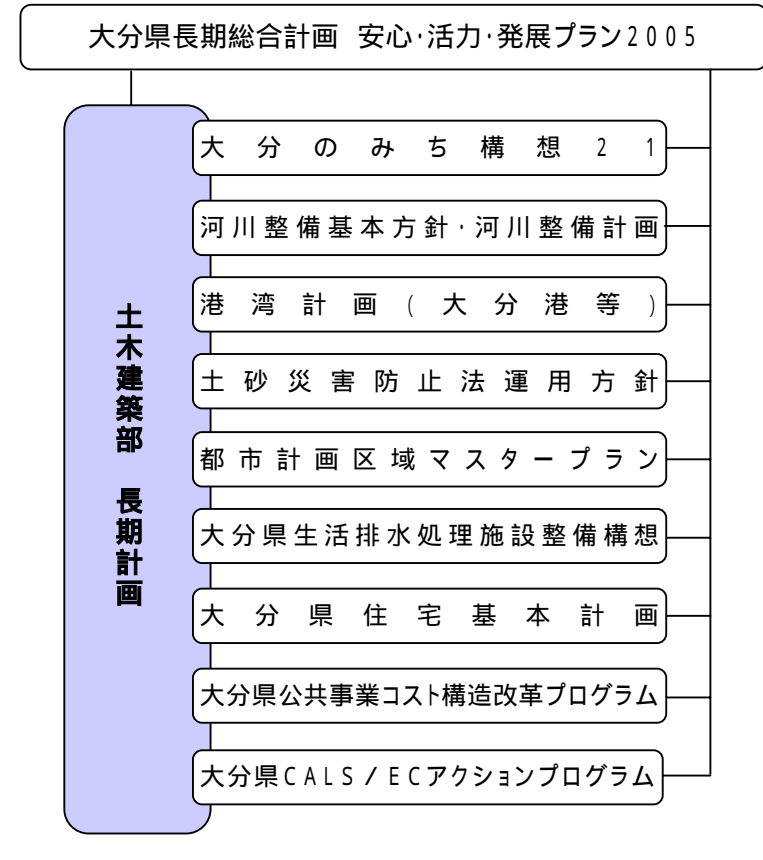 大分県長期総合計画 安心・活力・発展プラン2005
土木建築部 長期計画
大分のみち構想21
河川整備基本方針・河川整備計画
港湾計画(大分港等)
土砂災害防止法運用方針
都市計画区域マスタープラン
大分県生活排水処理施設整備構想
大分県住宅基本計画
大分県公共事業コスト構造改革プログラム
大分県CALS/ECアクションプログラム